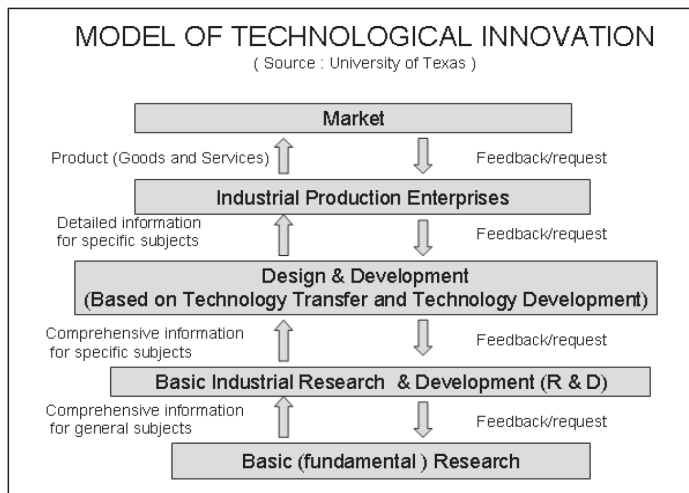 MODEL OF TECHNOLOGICAL INNOVATION
( Source : University of Texas )
Market
Product (Goods and Services)
Feedback/request
Industrial Production Enterprises
Detailed information
for specific subjects
Feedback/request
Design & Development
(Based on Technology Transfer and Technology Development)
Comprehensive information
for specific subjects
Feedback/request
Basic Industrial Research & Development (R & D)
Comprehensive information
for general subjects
Feedback/request
Basic (fundamental ) Research